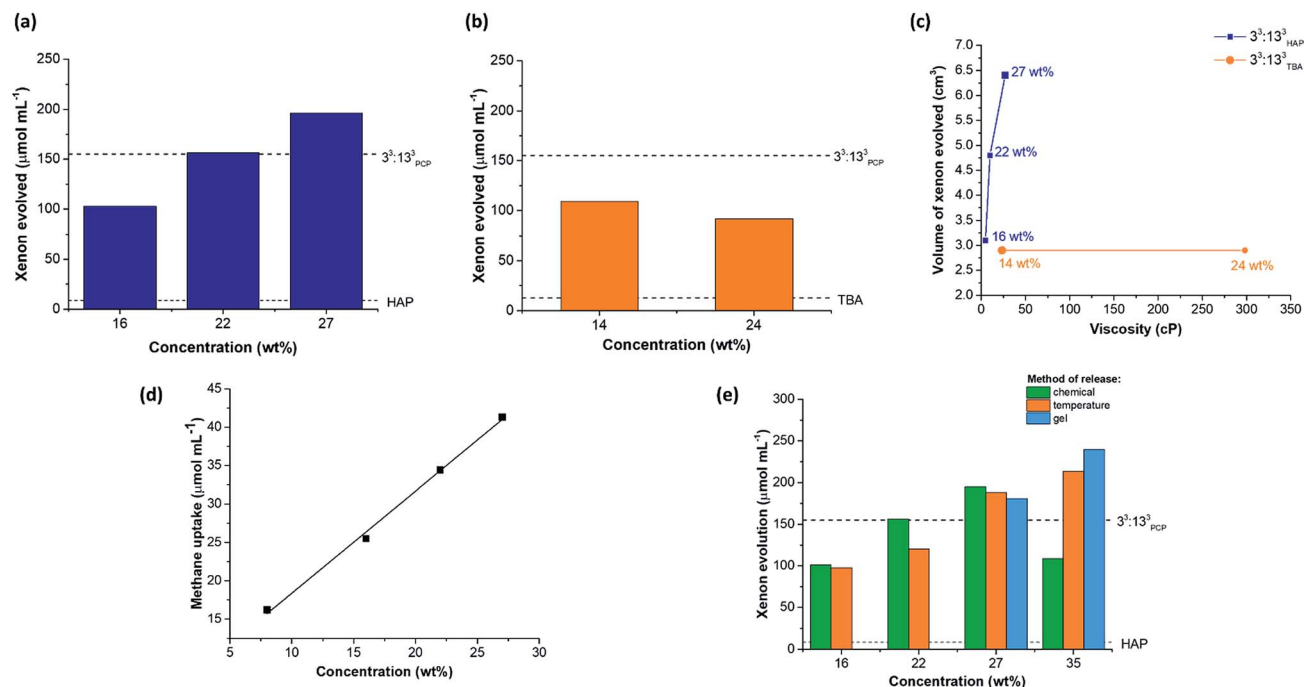 (a)
Xenon evolved (μmol mL⁻¹)
250
200
150
100
50
0
3³:13³PCP
HAP
16
22
27
Concentration (wt%)
(b)
Xenon evolved (μmol mL⁻¹)
250
200
150
100
50
0
3³:13³PCP
TBA
14
24
Concentration (wt%)
(c)
Volume of xenon evolved (cm³)
7.0
6.5
6.0
5.5
5.0
4.5
4.0
3.5
3.0
2.5
2.0
3³:13³HAP
3³:13³TBA
27 wt%
22 wt%
16 wt%
14 wt%
24 wt%
0
50
100
150
200
250
300
350
Viscosity (cP)
(d)
Methane uptake (μmol mL⁻¹)
45
40
35
30
25
20
15
5
10
15
20
25
30
Concentration (wt%)
(e)
Method of release:
chemical
temperature
gel
Xenon evolution (μmol mL⁻¹)
300
250
200
150
100
50
0
3³:13³PCP
HAP
16
22
27
35
Concentration (wt%)